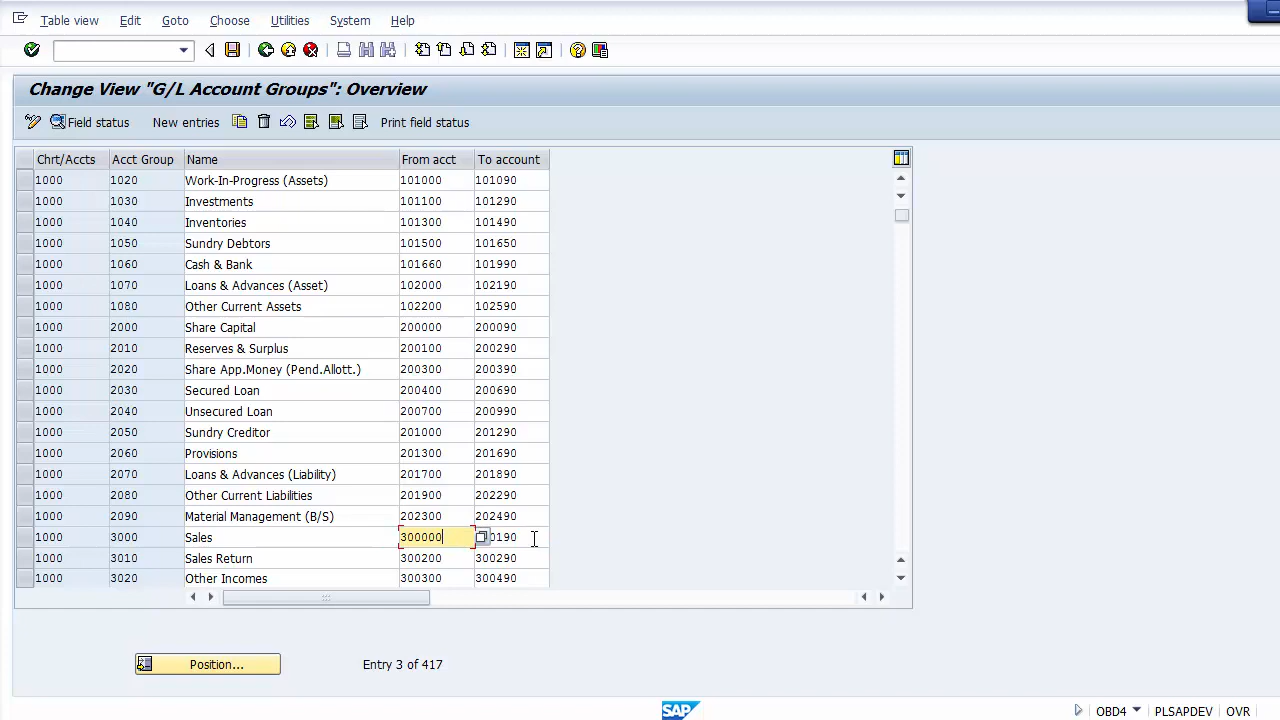 Table view Edit Goto Choose Utilities System Help
Change View "G/L Account Groups": Overview
Field status New entries Print field status
Chrt/Accts Acct Group Name From acct To account
1000 1020 Work-In-Progress (Assets) 101000 101090
1000 1030 Investments 101100 101290
1000 1040 Inventories 101300 101490
1000 1050 Sundry Debtors 101500 101650
1000 1060 Cash & Bank 101660 101990
1000 1070 Loans & Advances (Asset) 102000 102190
1000 1080 Other Current Assets 102200 102590
1000 2000 Share Capital 200000 200090
1000 2010 Reserves & Surplus 200100 200290
1000 2020 Share App.Money (Pend.Allott.) 200300 200390
1000 2030 Secured Loan 200400 200690
1000 2040 Unsecured Loan 200700 200990
1000 2050 Sundry Creditor 201000 201290
1000 2060 Provisions 201300 201690
1000 2070 Loans & Advances (Liability) 201700 201890
1000 2080 Other Current Liabilities 201900 202290
1000 2090 Material Management (B/S) 202300 202490
1000 3000 Sales 300000 0190
1000 3010 Sales Return 300200 300290
1000 3020 Other Incomes 300300 300490
Position... Entry 3 of 417
SAP OBD4 PLSAPDEV OVR